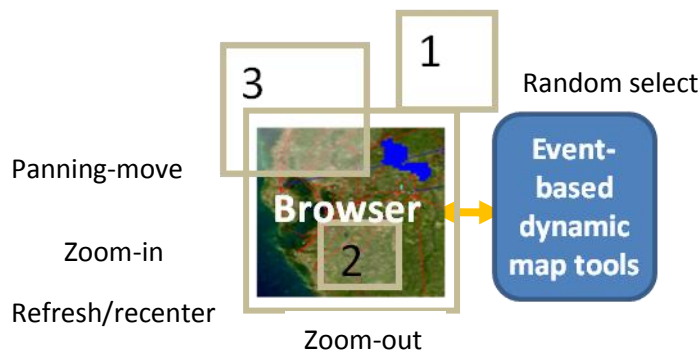 1
3
Random select
Event-
based
dynamic
map tools
Panning-move
Browser
Zoom-in
2
Refresh/recenter
Zoom-out